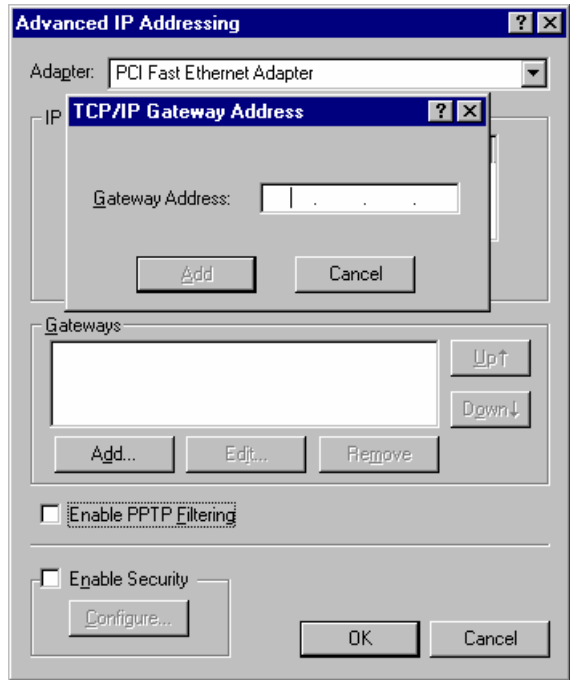 Advanced IP Addressing
Adapter: PCI Fast Ethernet Adapter
IP
TCP/IP Gateway Address
Gateway Address: . . .
Add Cancel
Gateways
Up↑
Down↓
Add... Edit... Remove
Enable PPTP Filtering
Enable Security
Configure...
OK Cancel